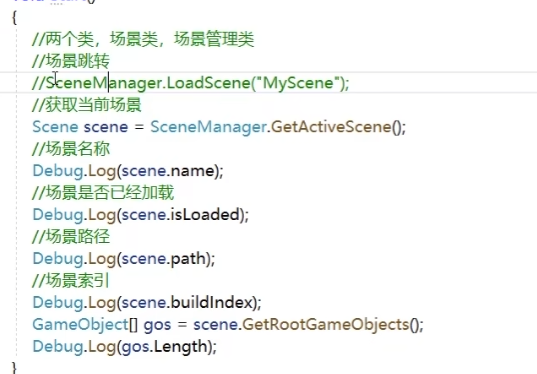 void Start()
{
//两个类，场景类，场景管理类
//场景跳转
//SceneManager.LoadScene("MyScene");
//获取当前场景
Scene scene = SceneManager.GetActiveScene();
//场景名称
Debug.Log(scene.name);
//场景是否已经加载
Debug.Log(scene.isLoaded);
//场景路径
Debug.Log(scene.path);
//场景索引
Debug.Log(scene.buildIndex);
GameObject[] gos = scene.GetRootGameObjects();
Debug.Log(gos.Length);
}